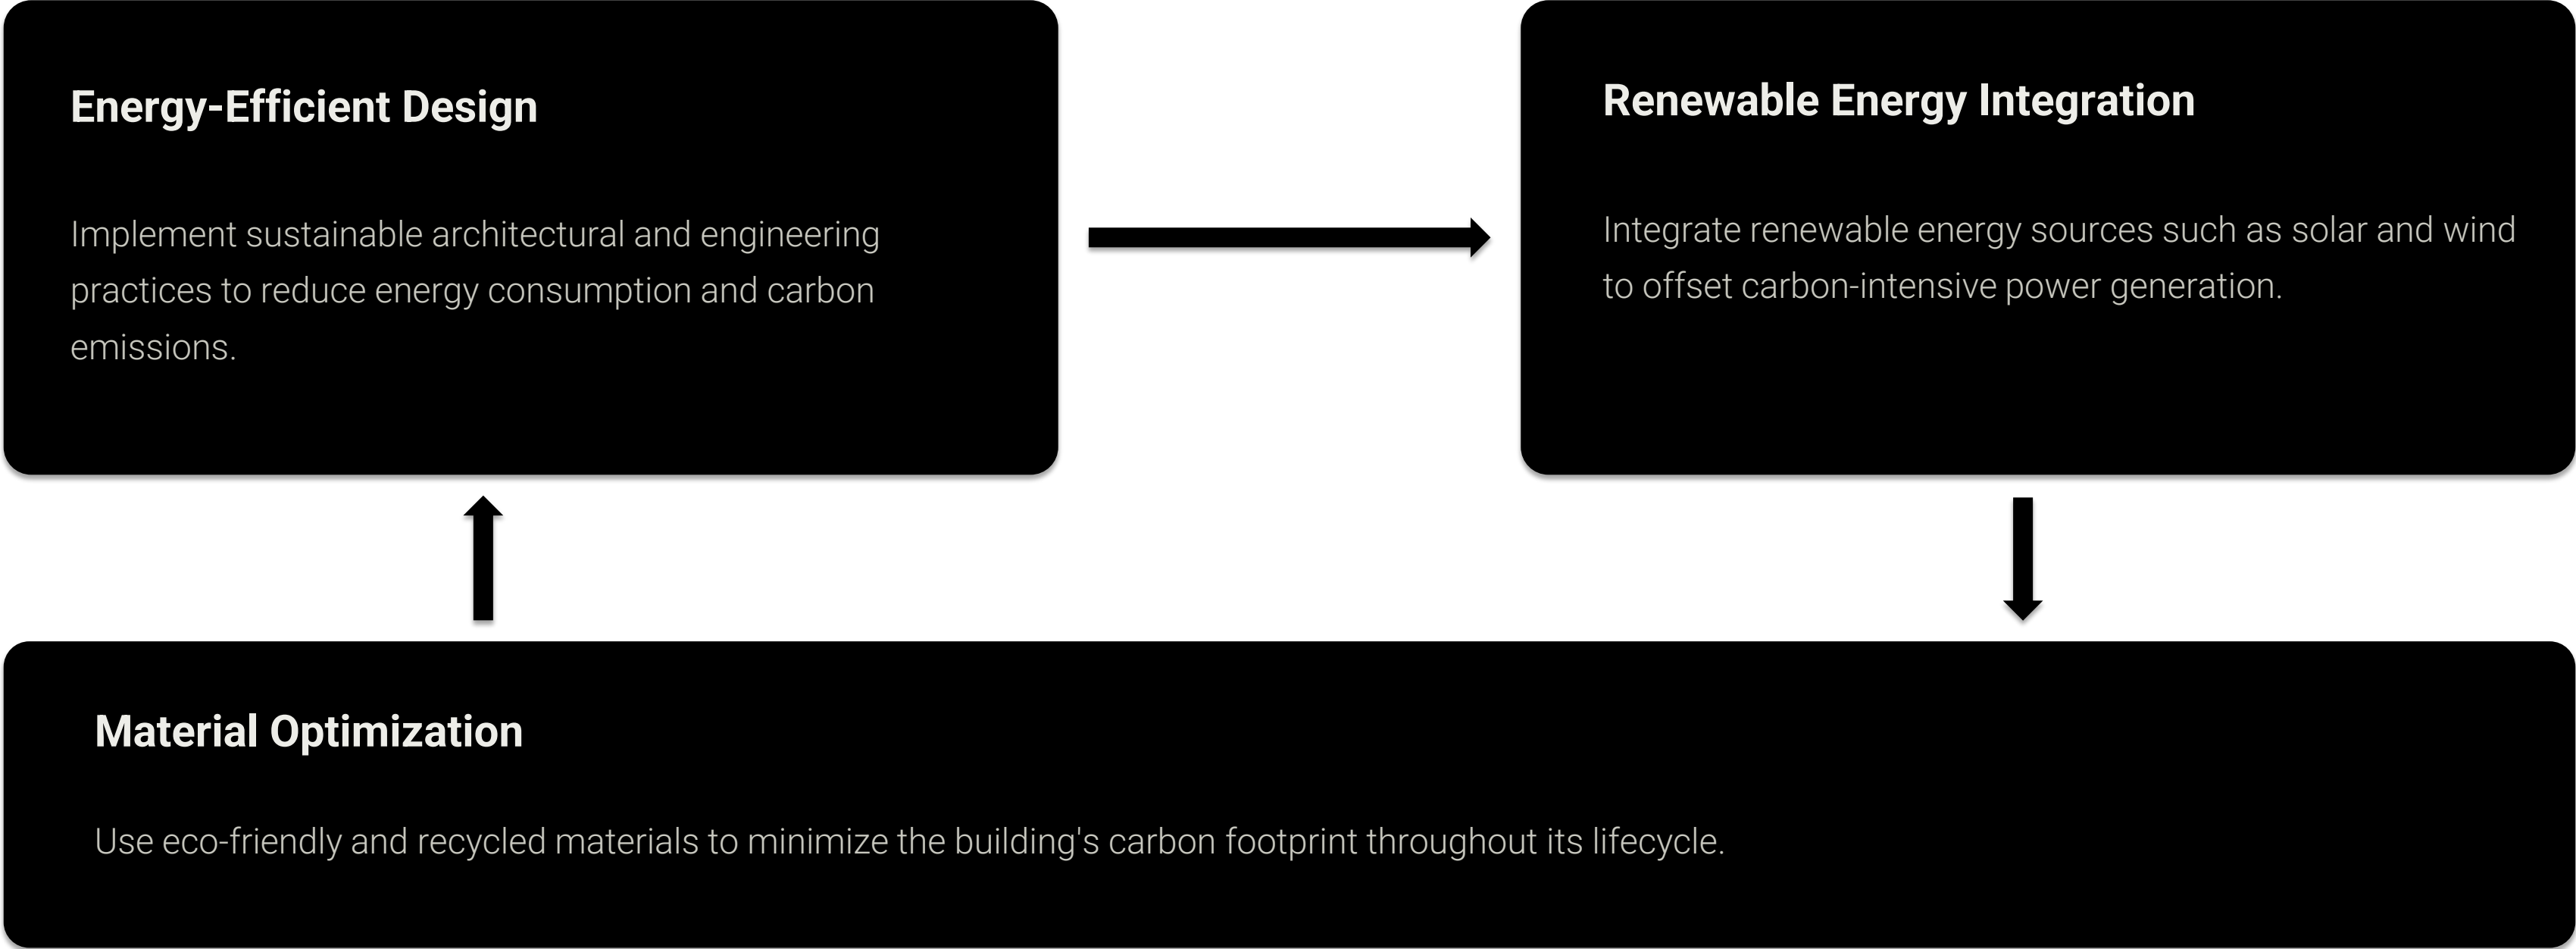 Energy-Efficient Design
Implement sustainable architectural and engineering
practices to reduce energy consumption and carbon
emissions.
Renewable Energy Integration
Integrate renewable energy sources such as solar and wind
to offset carbon-intensive power generation.
Material Optimization
Use eco-friendly and recycled materials to minimize the building's carbon footprint throughout its lifecycle.